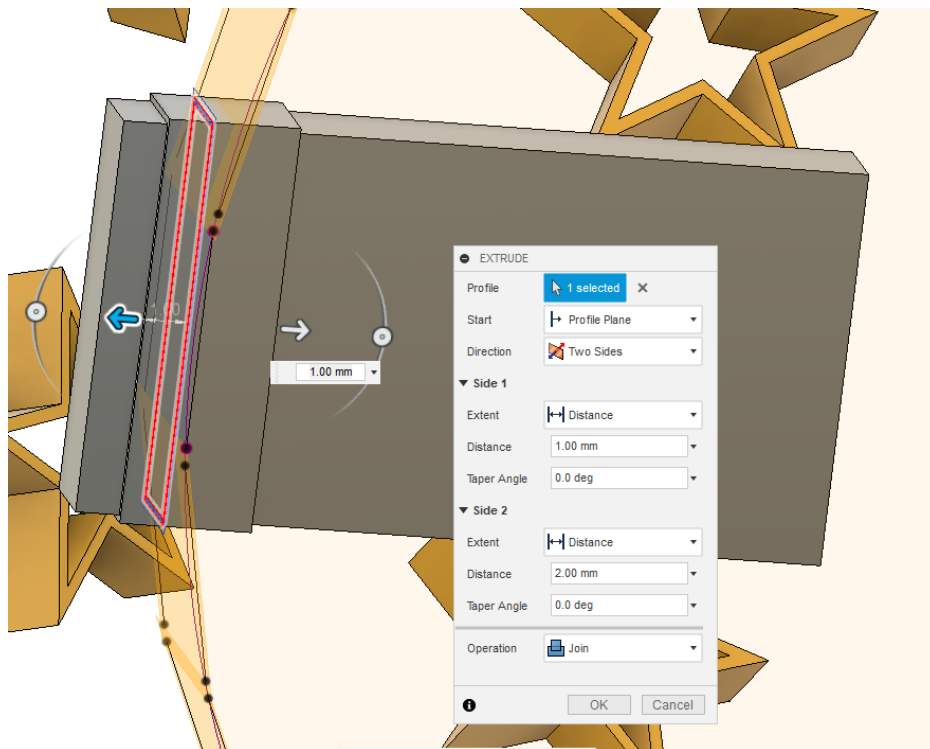 EXTRUDE
Profile 1 selected
Start Profile Plane
Direction Two Sides
Side 1
Extent Distance
Distance 1.00 mm
Taper Angle 0.0 deg
Side 2
Extent Distance
Distance 2.00 mm
Taper Angle 0.0 deg
Operation Join
OK Cancel
1.00
1.00 mm